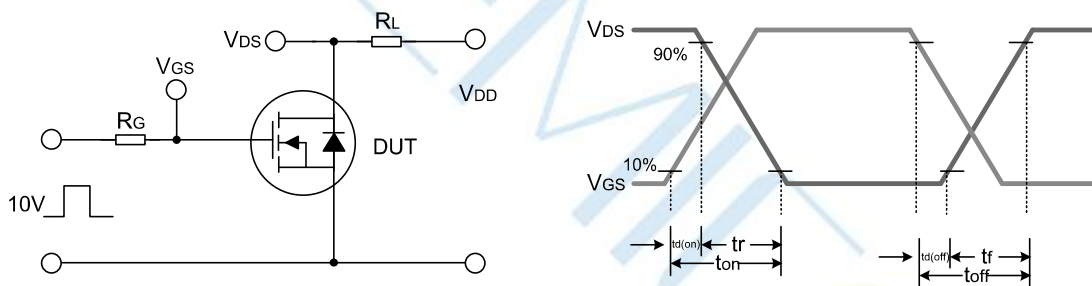 RL
VDS
VGS
VDD
RG
DUT
10V
VDS
90%
10%
VGS
td(on) tr
ton
td(off) tf
toff